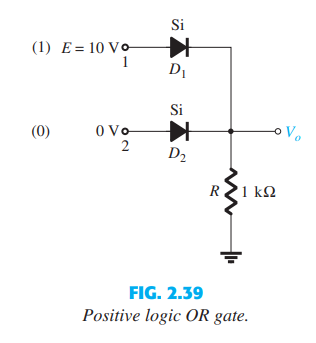 Si
(1) E = 10 V
1
D₁
Si
(0) 0 V
2
D₂
Vₒ
R 1 kΩ
FIG. 2.39
Positive logic OR gate.